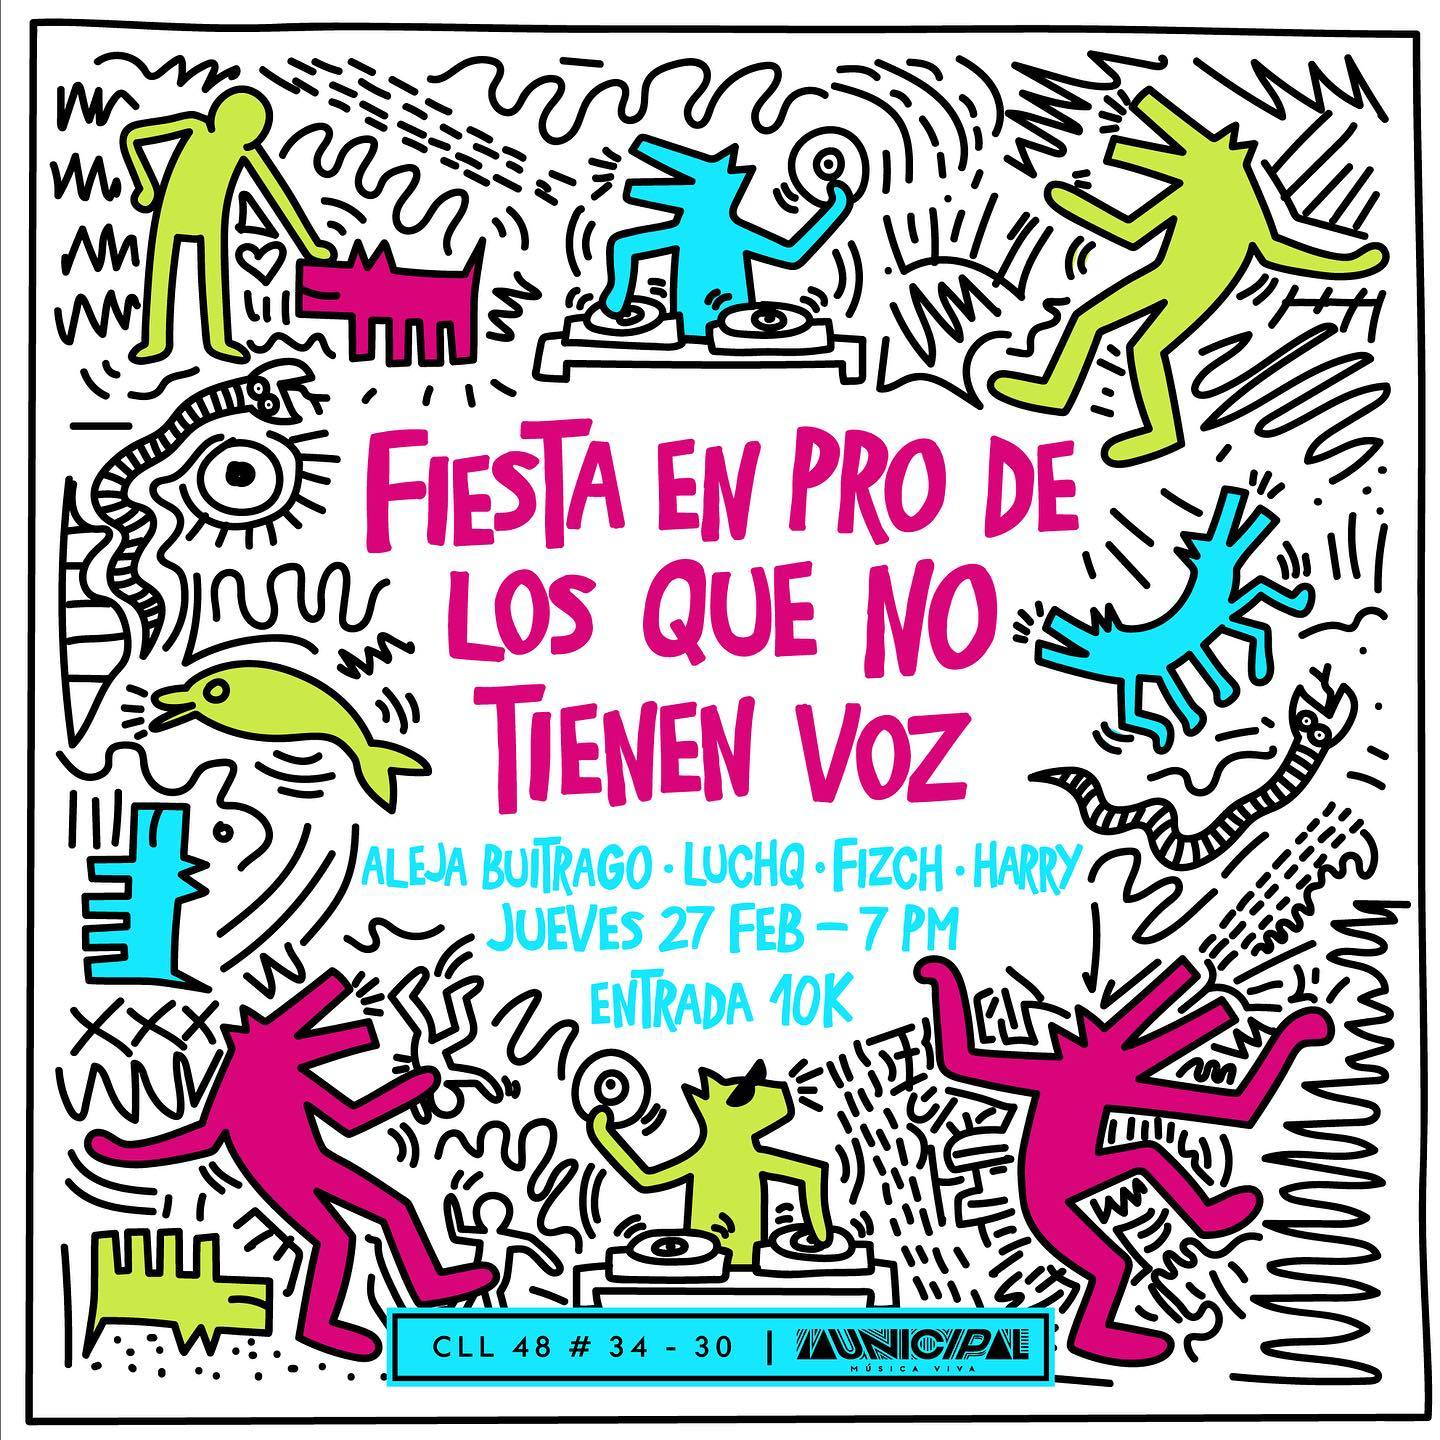 FIESTA EN PRO DE
LOS QUE NO
TIENEN VOZ
ALEJA BUITRAGO · LUCHQ · FIZCH · HARRY
JUEVES 27 FEB – 7 PM
ENTRADA 10K
CLL 48 # 34 - 30 | MUNICIPAL
MÚSICA VIVA